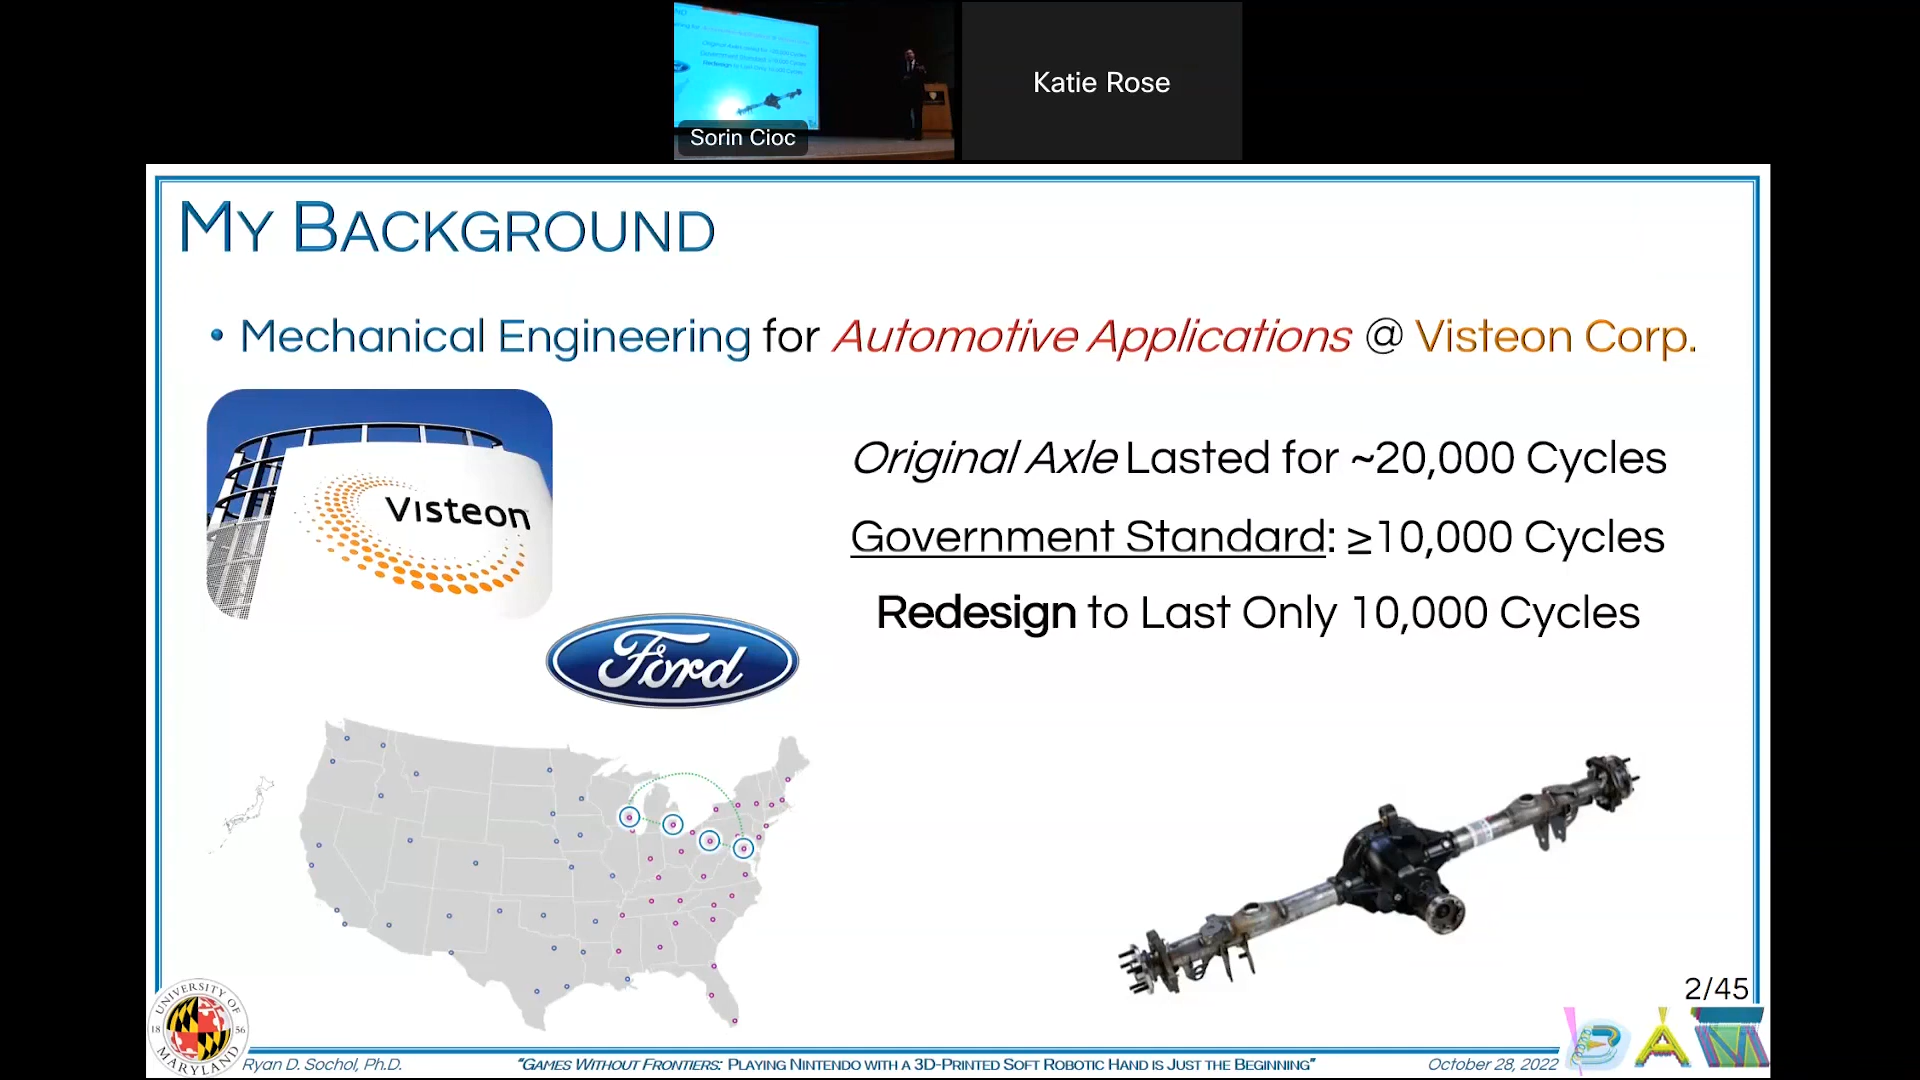 Sorin Cioc
Katie Rose
MY BACKGROUND
• Mechanical Engineering for Automotive Applications @ Visteon Corp.
Visteon
Original Axle Lasted for ~20,000 Cycles
Government Standard: ≥10,000 Cycles
Redesign to Last Only 10,000 Cycles
Ford
2/45
UNIVERSITY OF
18 56
MARYLAND
Ryan D. Sochol, Ph.D.
"GAMES WITHOUT FRONTIERS: PLAYING NINTENDO WITH A 3D-PRINTED SOFT ROBOTIC HAND IS JUST THE BEGINNING"
October 28, 2022
BAM